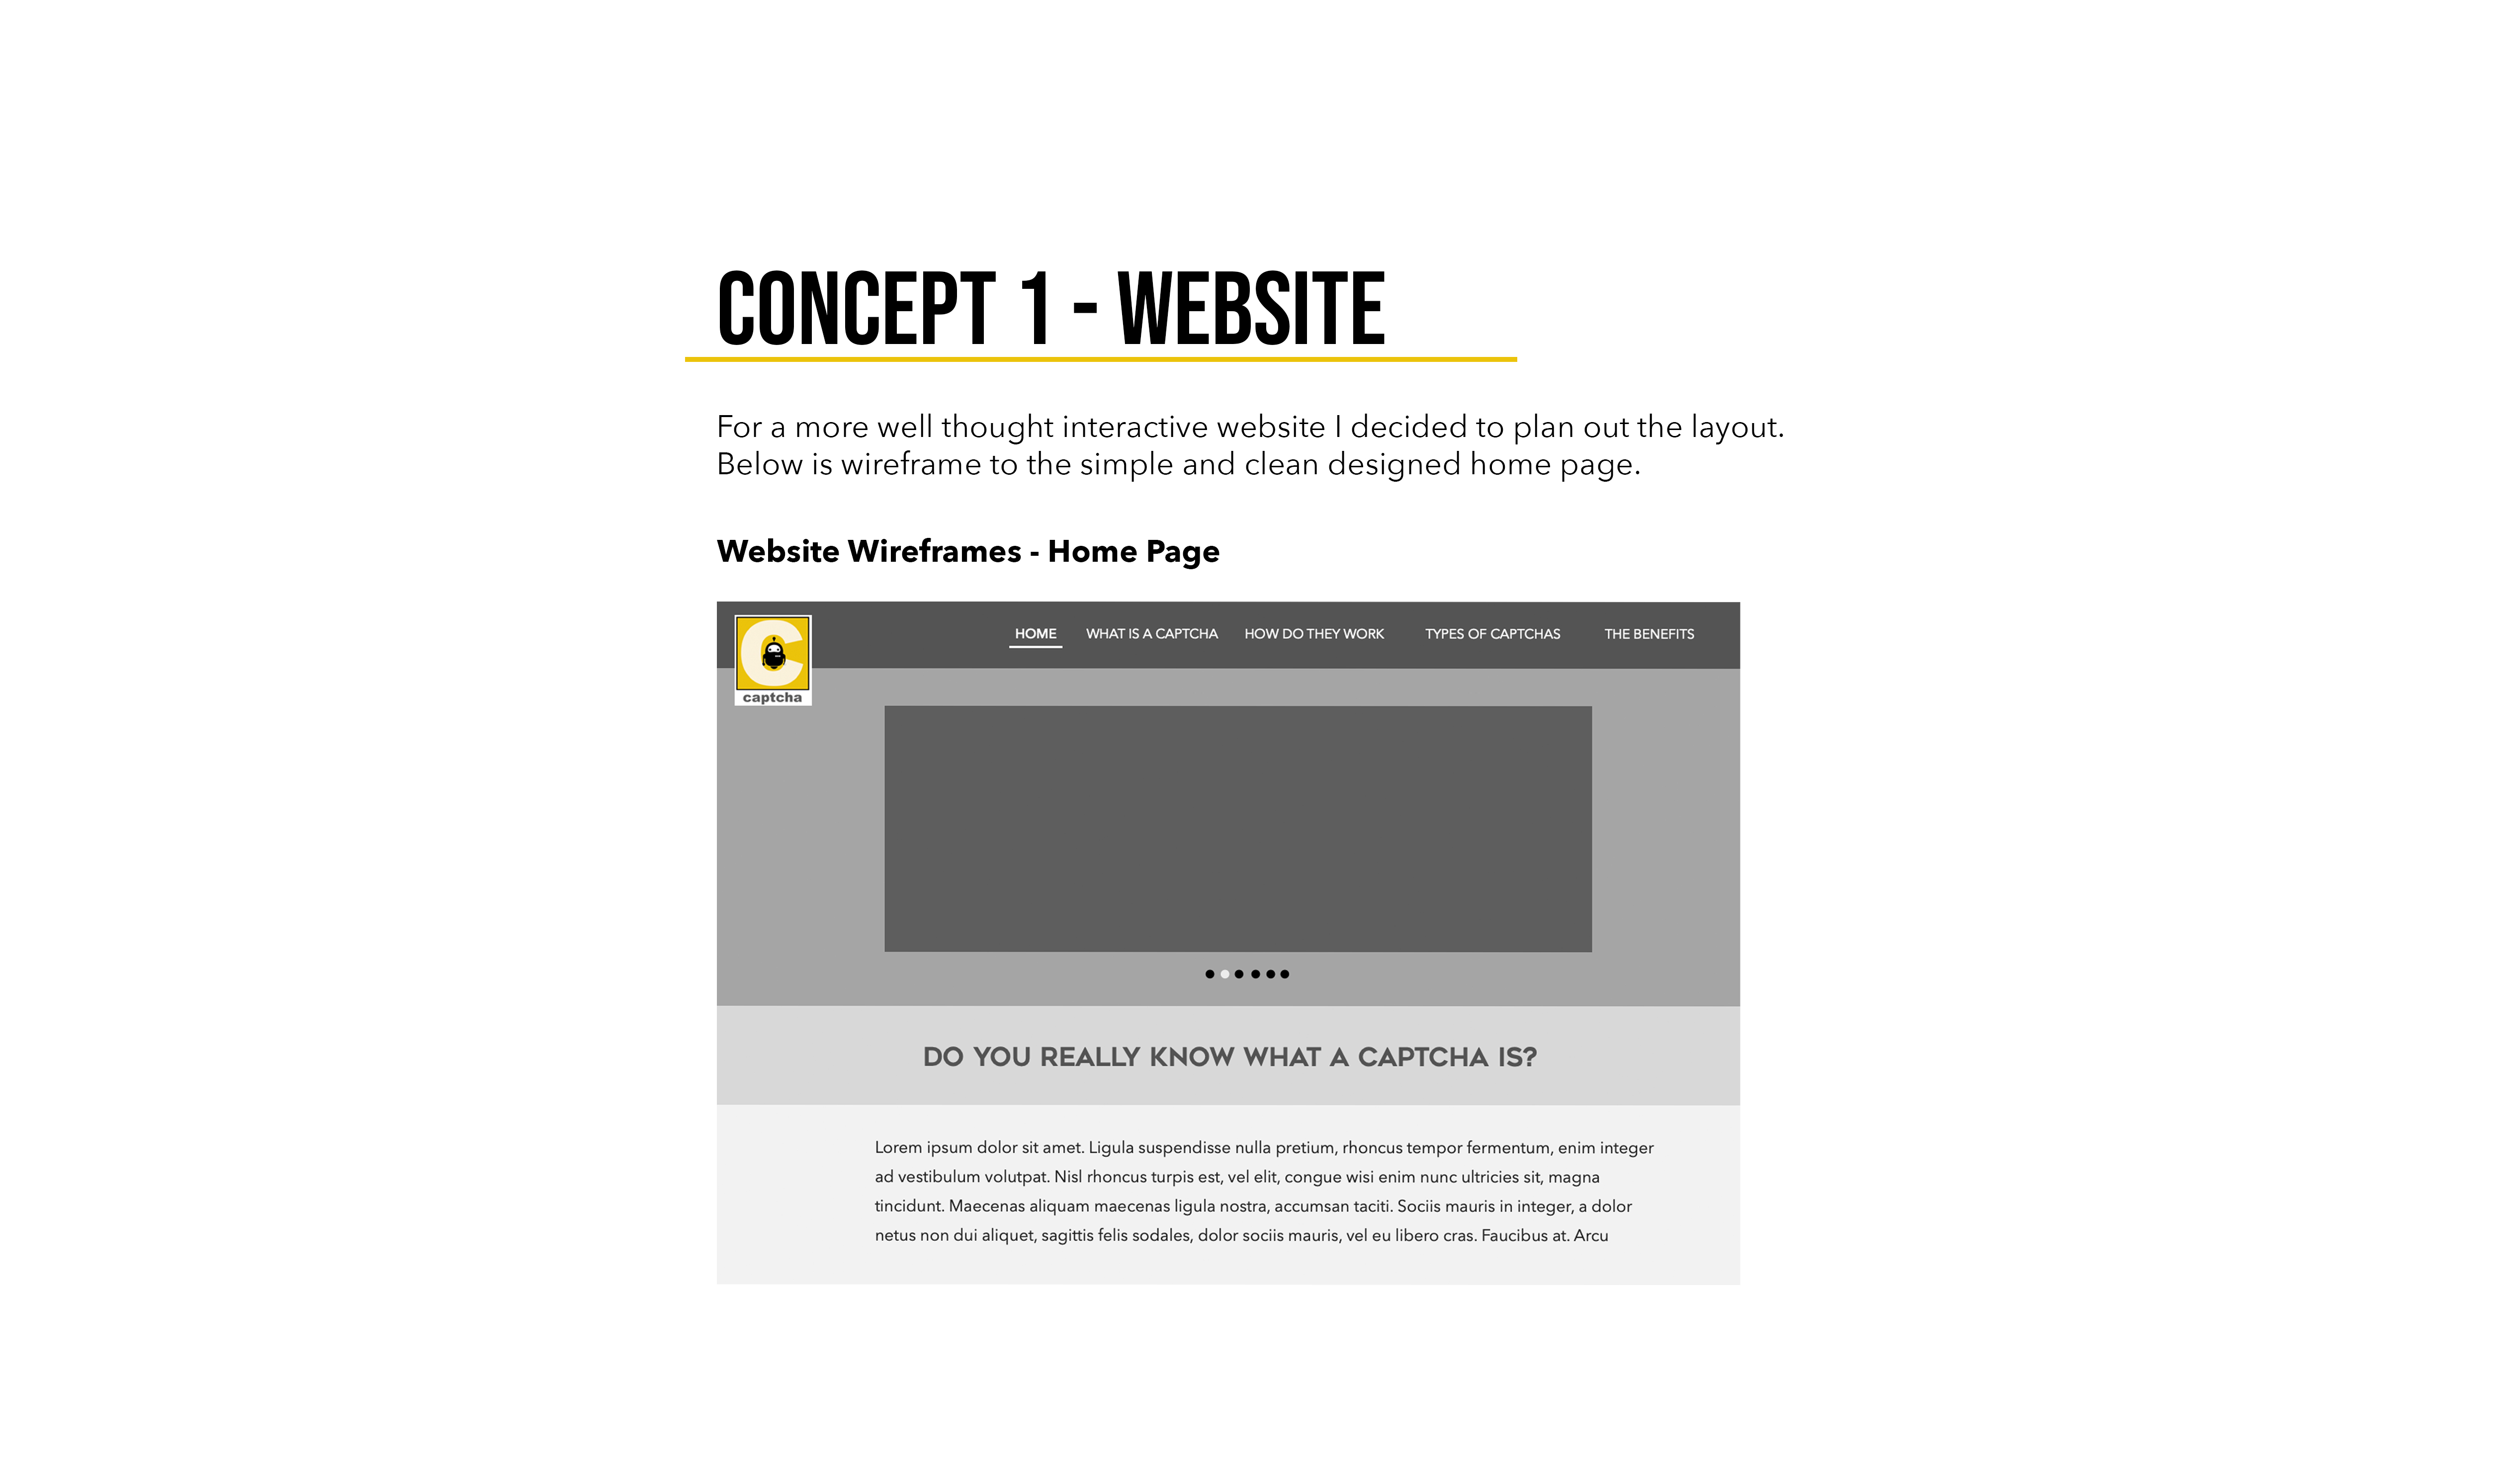 CONCEPT 1 - WEBSITE
For a more well thought interactive website I decided to plan out the layout.
Below is wireframe to the simple and clean designed home page.
Website Wireframes - Home Page
C
captcha
HOME WHAT IS A CAPTCHA HOW DO THEY WORK TYPES OF CAPTCHAS THE BENEFITS
DO YOU REALLY KNOW WHAT A CAPTCHA IS?
Lorem ipsum dolor sit amet. Ligula suspendisse nulla pretium, rhoncus tempor fermentum, enim integer
ad vestibulum volutpat. Nisl rhoncus turpis est, vel elit, congue wisi enim nunc ultricies sit, magna
tincidunt. Maecenas aliquam maecenas ligula nostra, accumsan taciti. Sociis mauris in integer, a dolor
netus non dui aliquet, sagittis felis sodales, dolor sociis mauris, vel eu libero cras. Faucibus at. Arcu